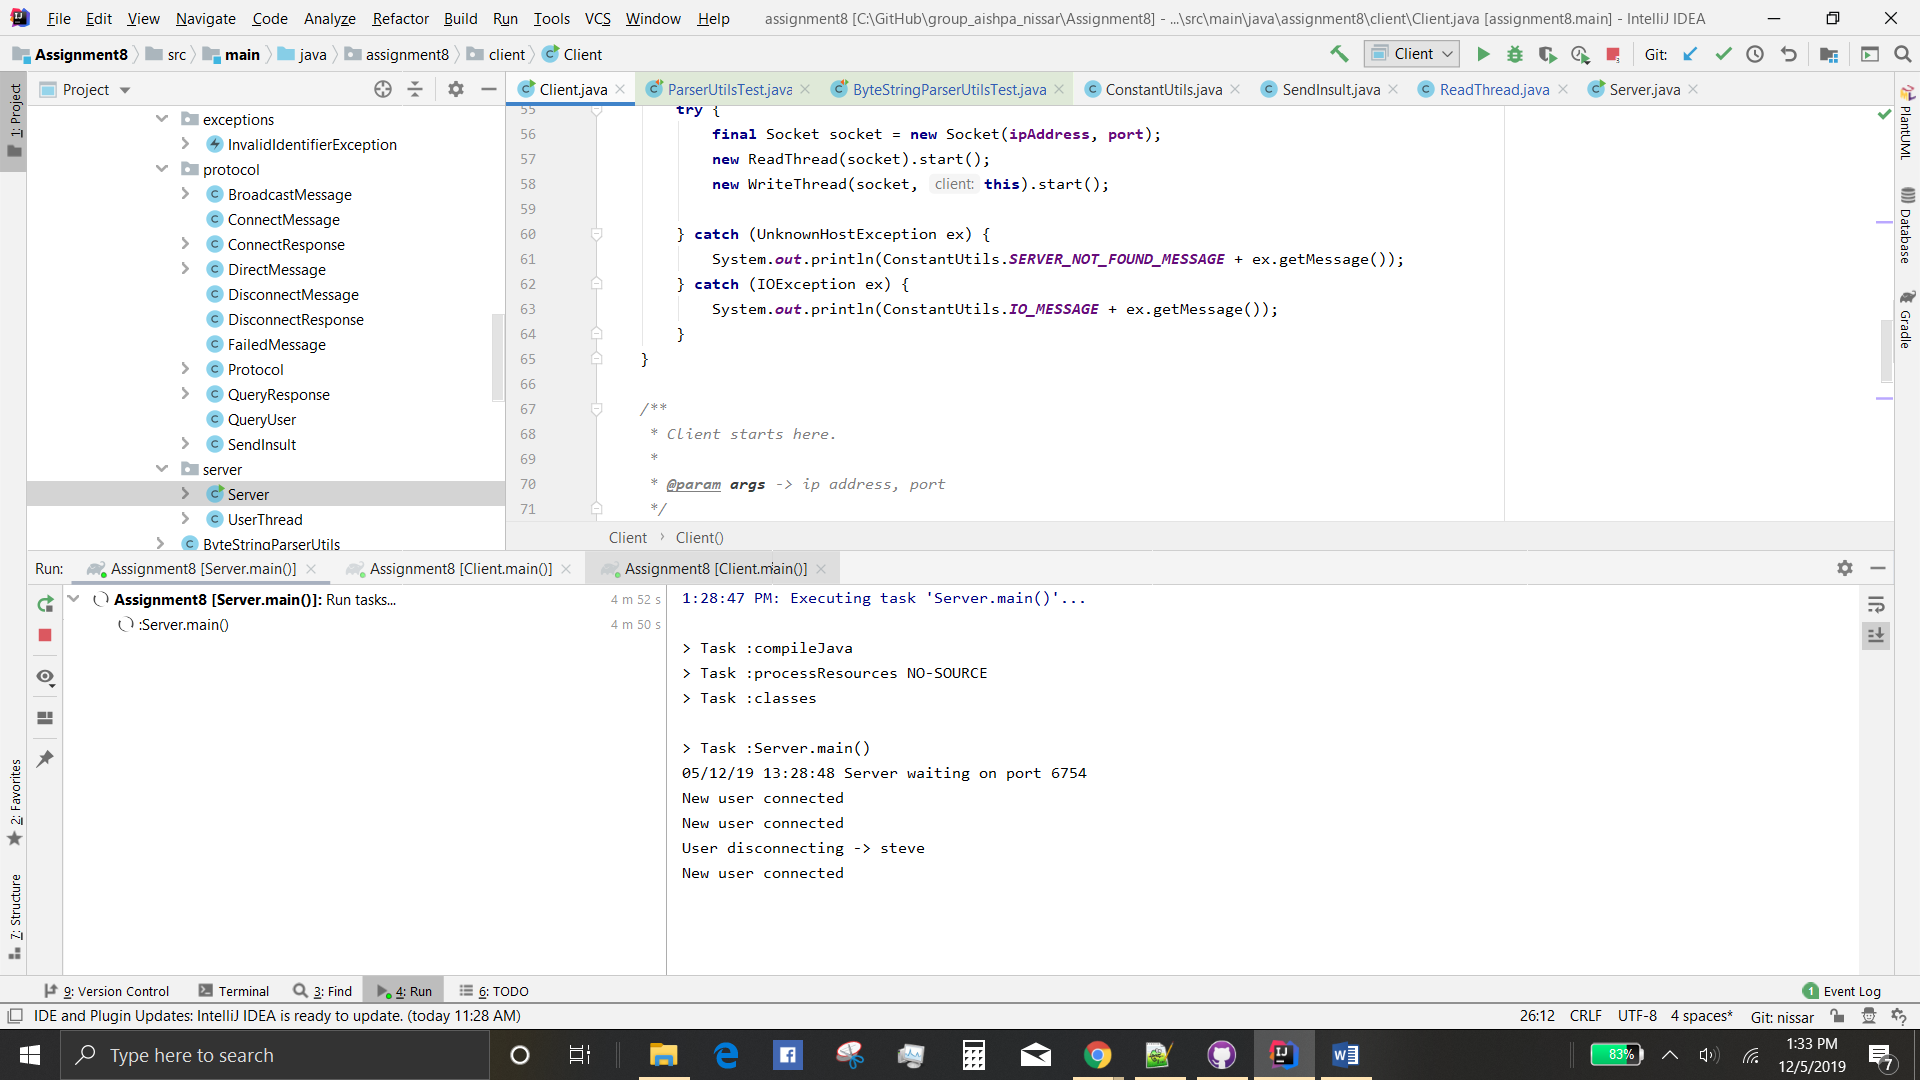 File Edit View Navigate Code Analyze Refactor Build Run Tools VCS Window Help assignment8 [C:\GitHub\group_aishpa_nissar\Assignment8] - ...\src\main\java\assignment8\client\Client.java [assignment8.main] - IntelliJ IDEA
Assignment8 src main java assignment8 client Client Client Git:
1: Project
Project
Client.java ParserUtilsTest.java ByteStringParserUtilsTest.java ConstantUtils.java SendInsult.java ReadThread.java Server.java
exceptions
InvalidIdentifierException
protocol
BroadcastMessage
ConnectMessage
ConnectResponse
DirectMessage
DisconnectMessage
DisconnectResponse
FailedMessage
Protocol
QueryResponse
QueryUser
SendInsult
server
Server
UserThread
ByteStringParserUtils
55 try {
56 final Socket socket = new Socket(ipAddress, port);
57 new ReadThread(socket).start();
58 new WriteThread(socket, client: this).start();
59
60 } catch (UnknownHostException ex) {
61 System.out.println(ConstantUtils.SERVER_NOT_FOUND_MESSAGE + ex.getMessage());
62 } catch (IOException ex) {
63 System.out.println(ConstantUtils.IO_MESSAGE + ex.getMessage());
64 }
65 }
66
67 /**
68 * Client starts here.
69 *
70 * @param args -> ip address, port
71 */
Client › Client()
PlantUML
Database
Gradle
Run: Assignment8 [Server.main()] Assignment8 [Client.main()] Assignment8 [Client.main()]
Assignment8 [Server.main()]: Run tasks... 4 m 52 s
:Server.main() 4 m 50 s
1:28:47 PM: Executing task 'Server.main()'...
> Task :compileJava
> Task :processResources NO-SOURCE
> Task :classes
> Task :Server.main()
05/12/19 13:28:48 Server waiting on port 6754
New user connected
New user connected
User disconnecting -> steve
New user connected
2: Favorites
7: Structure
9: Version Control Terminal 3: Find 4: Run 6: TODO 1 Event Log
IDE and Plugin Updates: IntelliJ IDEA is ready to update. (today 11:28 AM) 26:12 CRLF UTF-8 4 spaces* Git: nissar
Type here to search 83% 1:33 PM
12/5/2019 7